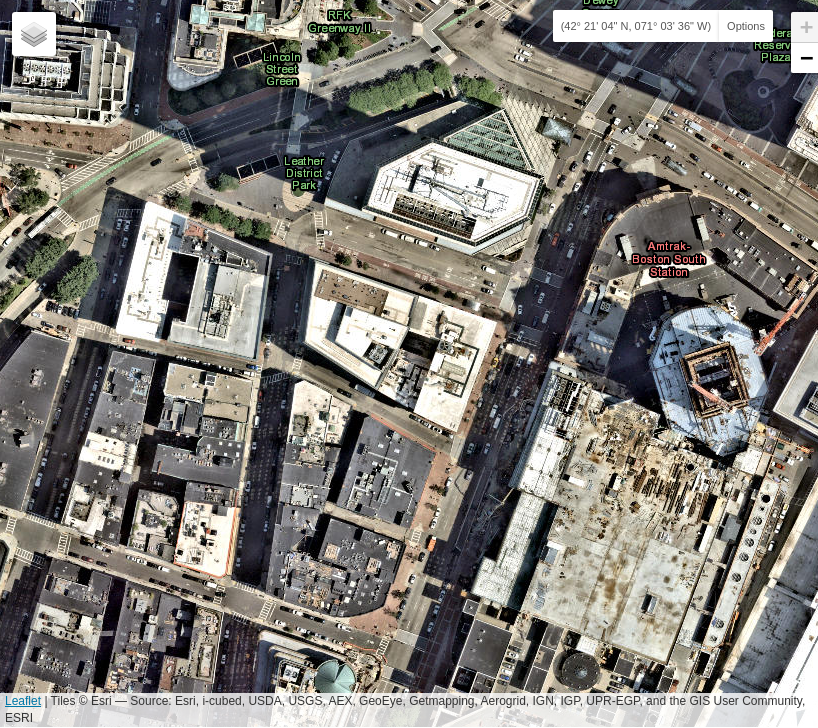 Dewey
RFK
Greenway II
(42° 21' 04" N, 071° 03' 36" W)
Options
+
−
Reserv
Plaza
Lincoln
Street
Green
Leather
District
Park
Amtrak-
Boston South
Station
Leaflet | Tiles © Esri — Source: Esri, i-cubed, USDA, USGS, AEX, GeoEye, Getmapping, Aerogrid, IGN, IGP, UPR-EGP, and the GIS User Community,
ESRI